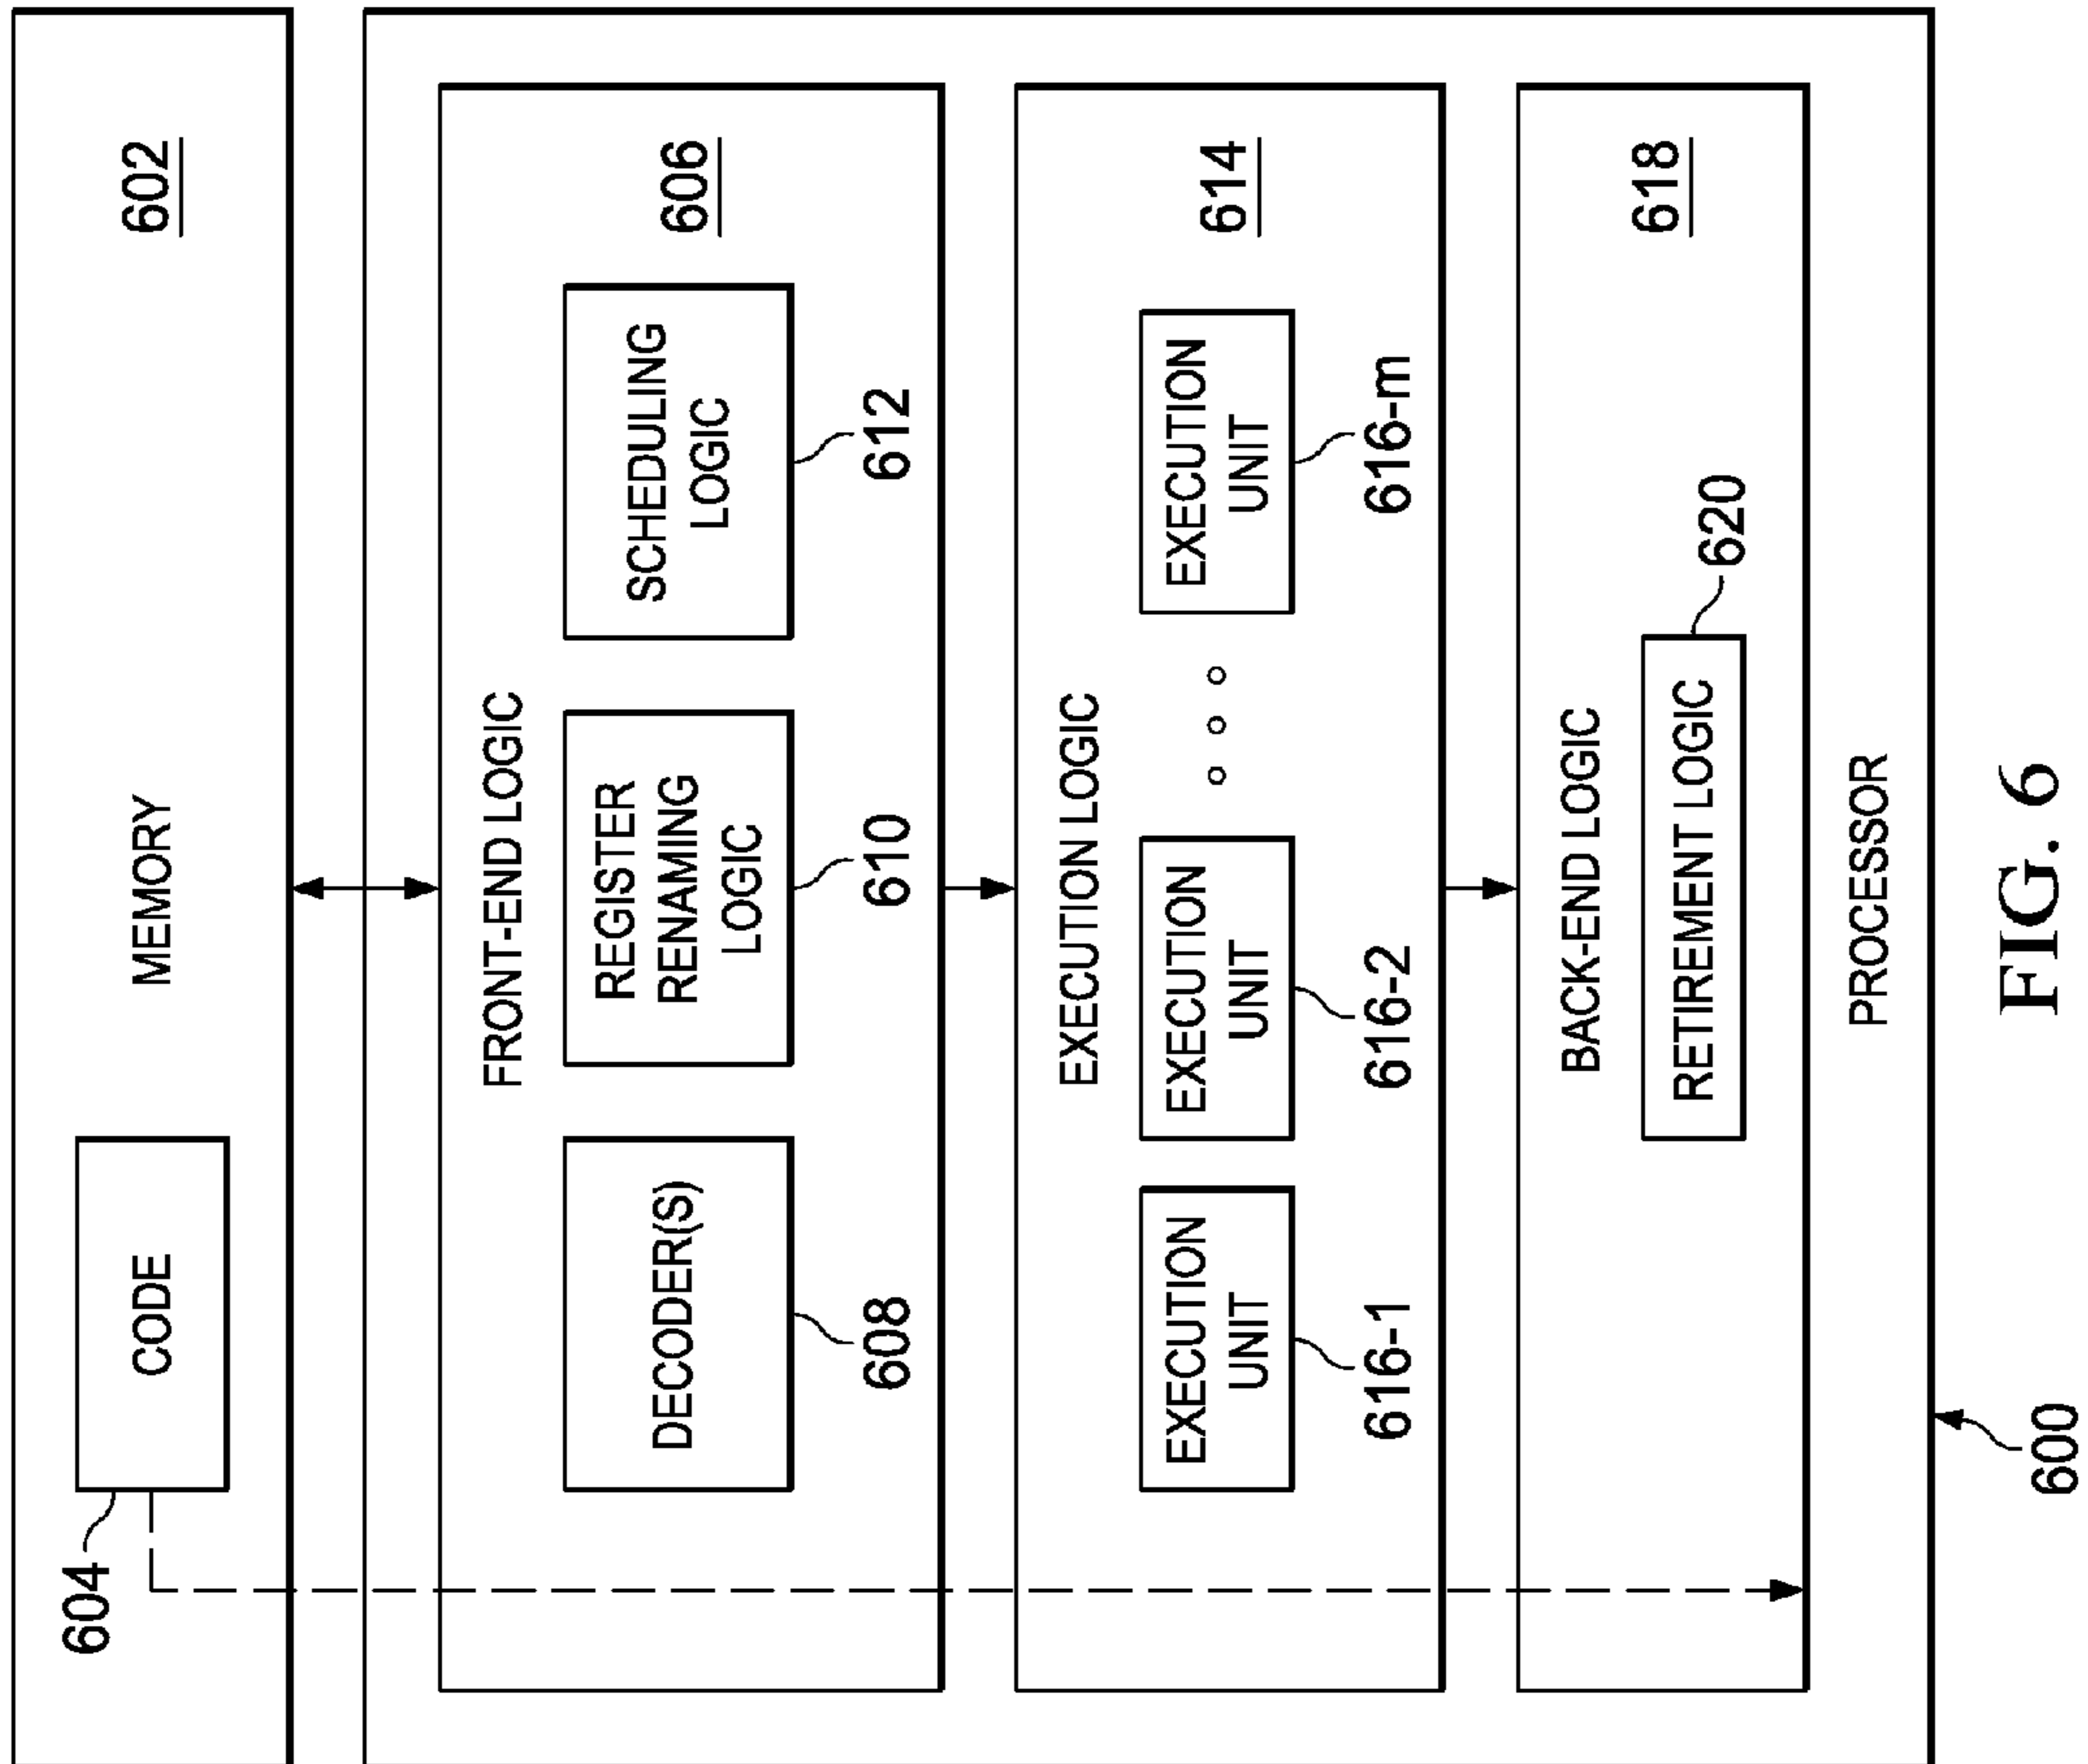 602
MEMORY
CODE
604
606
FRONT-END LOGIC
DECODER(S)
608
REGISTER
RENAMING
LOGIC
610
SCHEDULING
LOGIC
612
614
EXECUTION LOGIC
EXECUTION
UNIT
616-1
EXECUTION
UNIT
616-2
EXECUTION
UNIT
616-m
618
BACK-END LOGIC
RETIREMENT LOGIC
620
PROCESSOR
600
FIG. 6